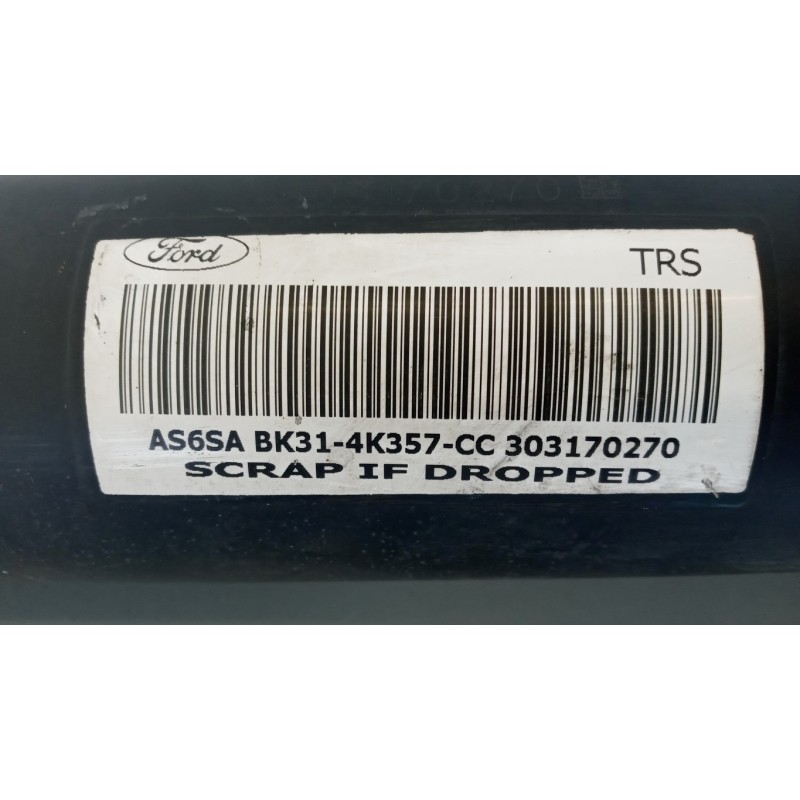 Ford
TRS
AS6SA BK31-4K357-CC 303170270
SCRAP IF DROPPED